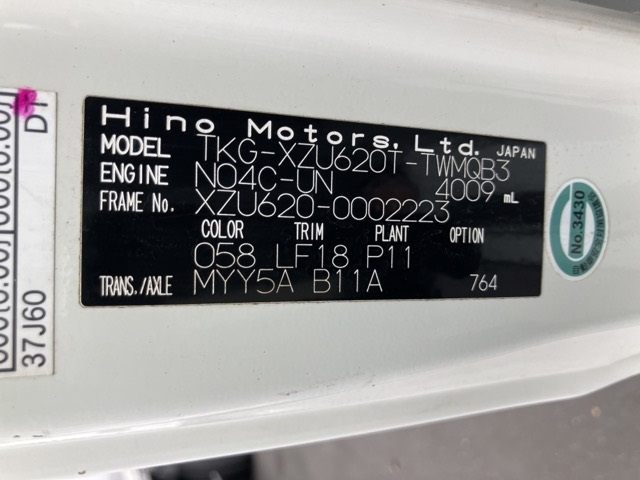 Hino Motors, Ltd. JAPAN
MODEL TKG-XZU620T-TWMQB3
ENGINE N04C-UN 4009 mL
FRAME No. XZU620-0002223
COLOR TRIM PLANT OPTION
058 LF18 P11
TRANS./AXLE MYY5A B11A 764
No.3430
37J60